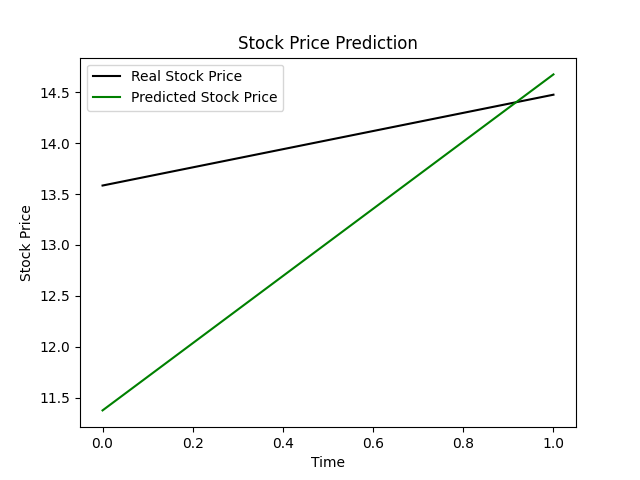 Stock Price Prediction
Real Stock Price
Predicted Stock Price
Stock Price
14.5
14.0
13.5
13.0
12.5
12.0
11.5
0.0 0.2 0.4 0.6 0.8 1.0
Time